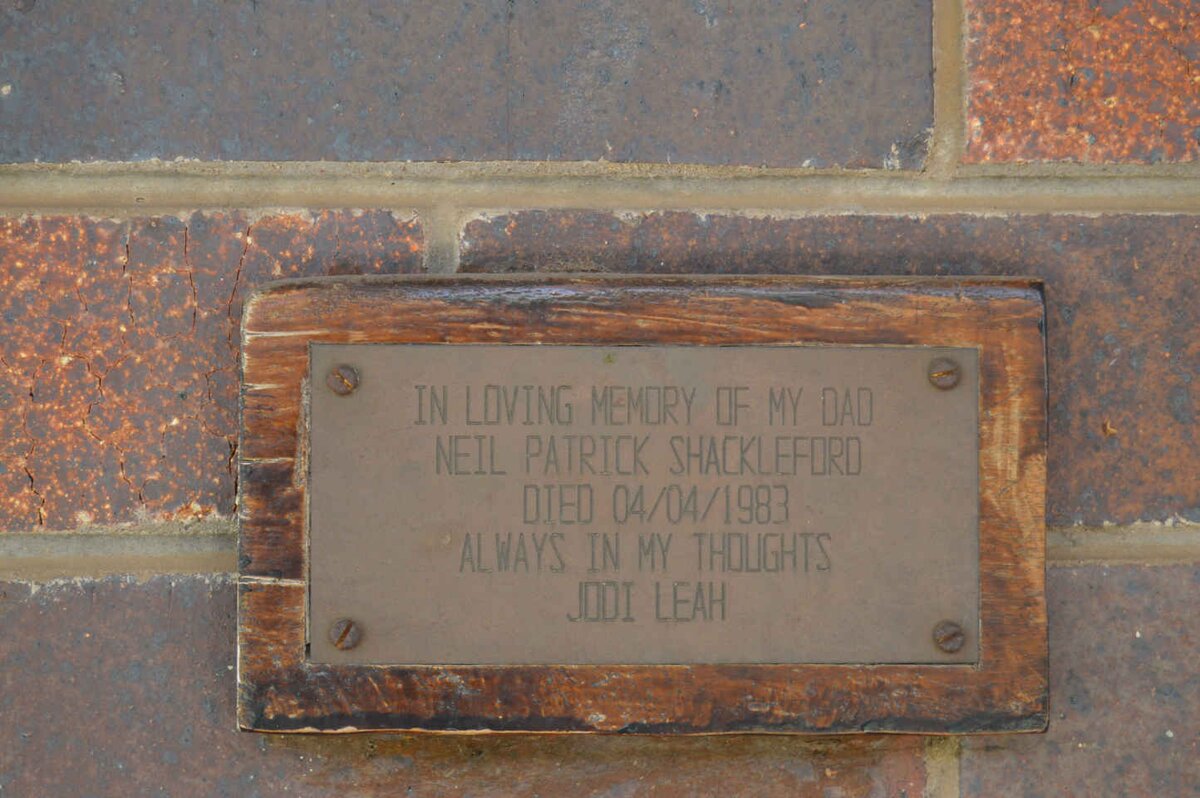 IN LOVING MEMORY OF MY DAD
NEIL PATRICK SHACKLEFORD
DIED 04/04/1983
ALWAYS IN MY THOUGHTS
JODI LEAH